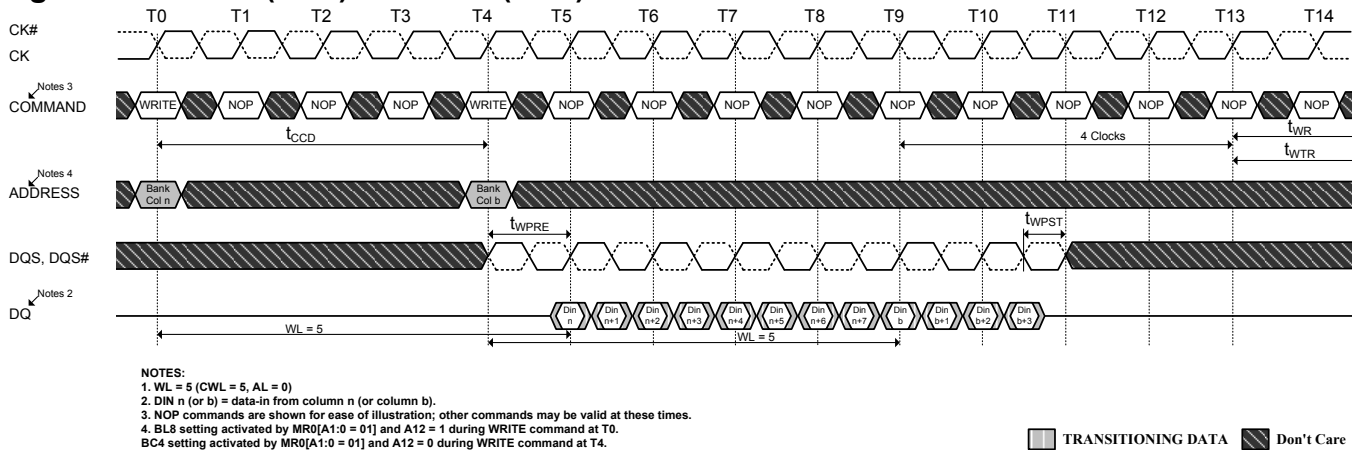 T0 T1 T2 T3 T4 T5 T6 T7 T8 T9 T10 T11 T12 T13 T14
CK#
CK
Notes 3
COMMAND
WRITE NOP NOP NOP WRITE NOP NOP NOP NOP NOP NOP NOP NOP NOP NOP
tCCD
4 Clocks
tWR
tWTR
Notes 4
ADDRESS
Bank Col n
Bank Col b
tWPRE
tWPST
DQS, DQS#
Notes 2
DQ
Din n
Din n+1
Din n+2
Din n+3
Din n+4
Din n+5
Din n+6
Din n+7
Din b
Din b+1
Din b+2
Din b+3
WL = 5
WL = 5
NOTES:
1. WL = 5 (CWL = 5, AL = 0)
2. DIN n (or b) = data-in from column n (or column b).
3. NOP commands are shown for ease of illustration; other commands may be valid at these times.
4. BL8 setting activated by MR0[A1:0 = 01] and A12 = 1 during WRITE command at T0.
BC4 setting activated by MR0[A1:0 = 01] and A12 = 0 during WRITE command at T4.
TRANSITIONING DATA
Don't Care